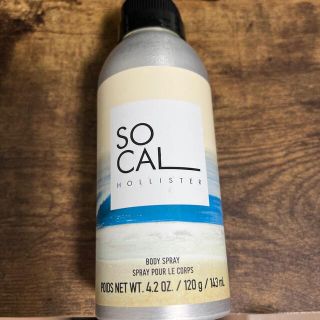 SO
CAL
HOLLISTER
BODY SPRAY
SPRAY POUR LE CORPS
POIDS NET WT. 4.2 OZ. / 120 g / 143 mL